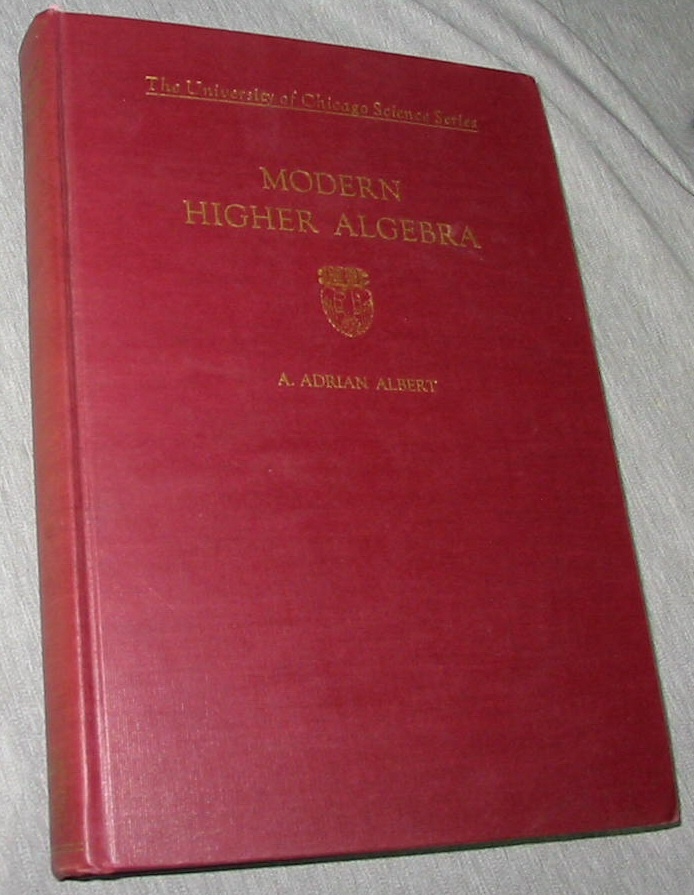 The University of Chicago Science Series
MODERN
HIGHER ALGEBRA
A. ADRIAN ALBERT